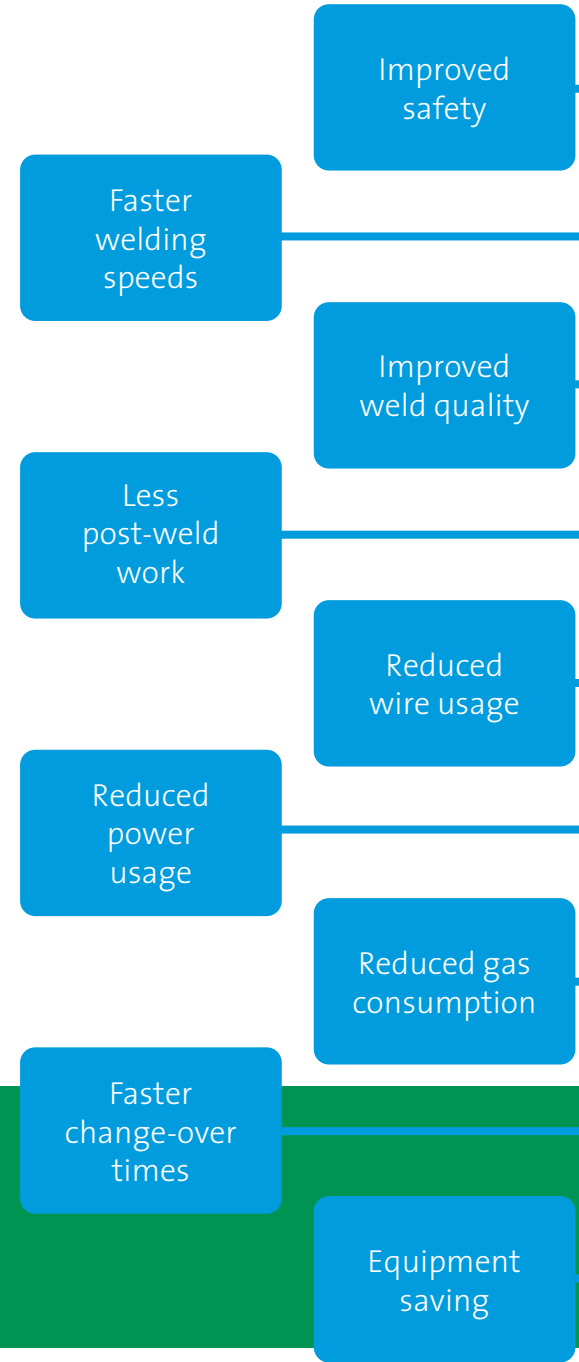 Improved
safety
Faster
welding
speeds
Improved
weld quality
Less
post-weld
work
Reduced
wire usage
Reduced
power
usage
Reduced gas
consumption
Faster
change-over
times
Equipment
saving